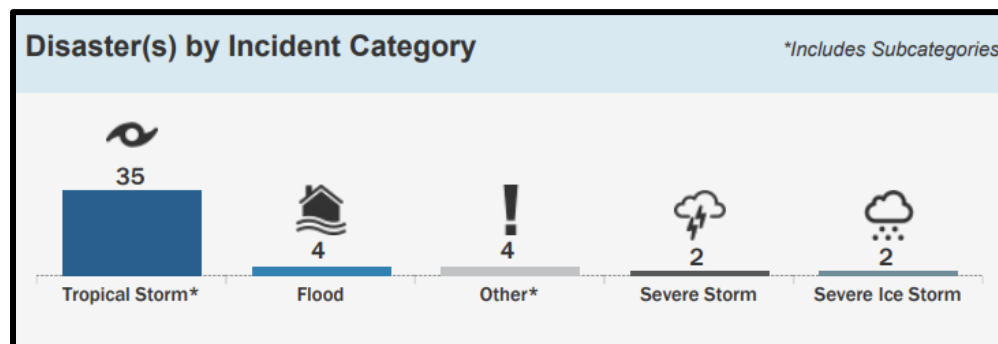 Disaster(s) by Incident Category
*Includes Subcategories
35
4
4
2
2
Tropical Storm*
Flood
Other*
Severe Storm
Severe Ice Storm